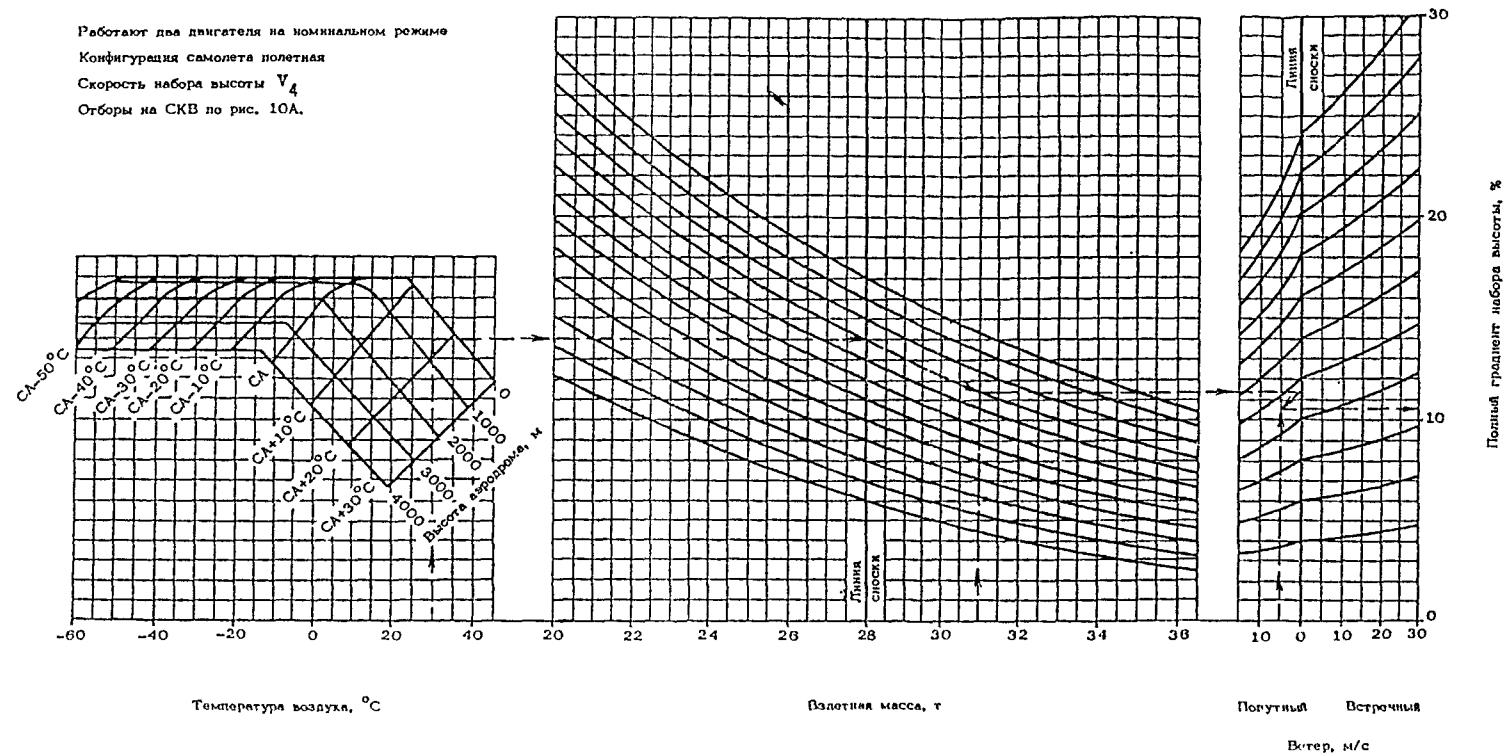 Работают два двигателя на номинальном режиме
Конфигурация самолета полетная
Скорость набора высоты V4
Отборы на СКВ по рис. 10А.
СА-50°С
СА-40°С
СА-30°С
СА-20°С
СА-10°С
СА
СА+10°С
СА+20°С
СА+30°С
0
1000
2000
3000
4000
Высота аэродрома, м
-60
-40
-20
0
20
40
Температура воздуха, °С
Линия
сноски
20
22
24
26
28
30
32
34
36
Взлетная масса, т
Линия
сноски
30
20
10
0
Полный градиент набора высоты, %
10
0
10
20
30
Попутный
Встречный
Ветер, м/с